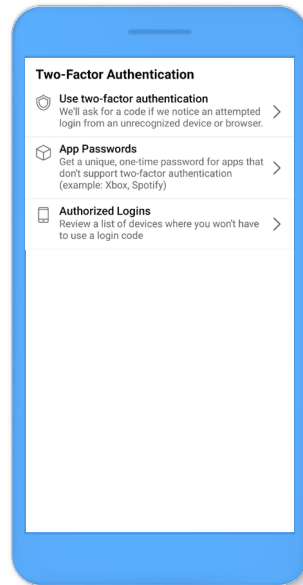 Two-Factor Authentication
Use two-factor authentication
We'll ask for a code if we notice an attempted
login from an unrecognized device or browser.
App Passwords
Get a unique, one-time password for apps that
don't support two-factor authentication
(example: Xbox, Spotify)
Authorized Logins
Review a list of devices where you won't have
to use a login code